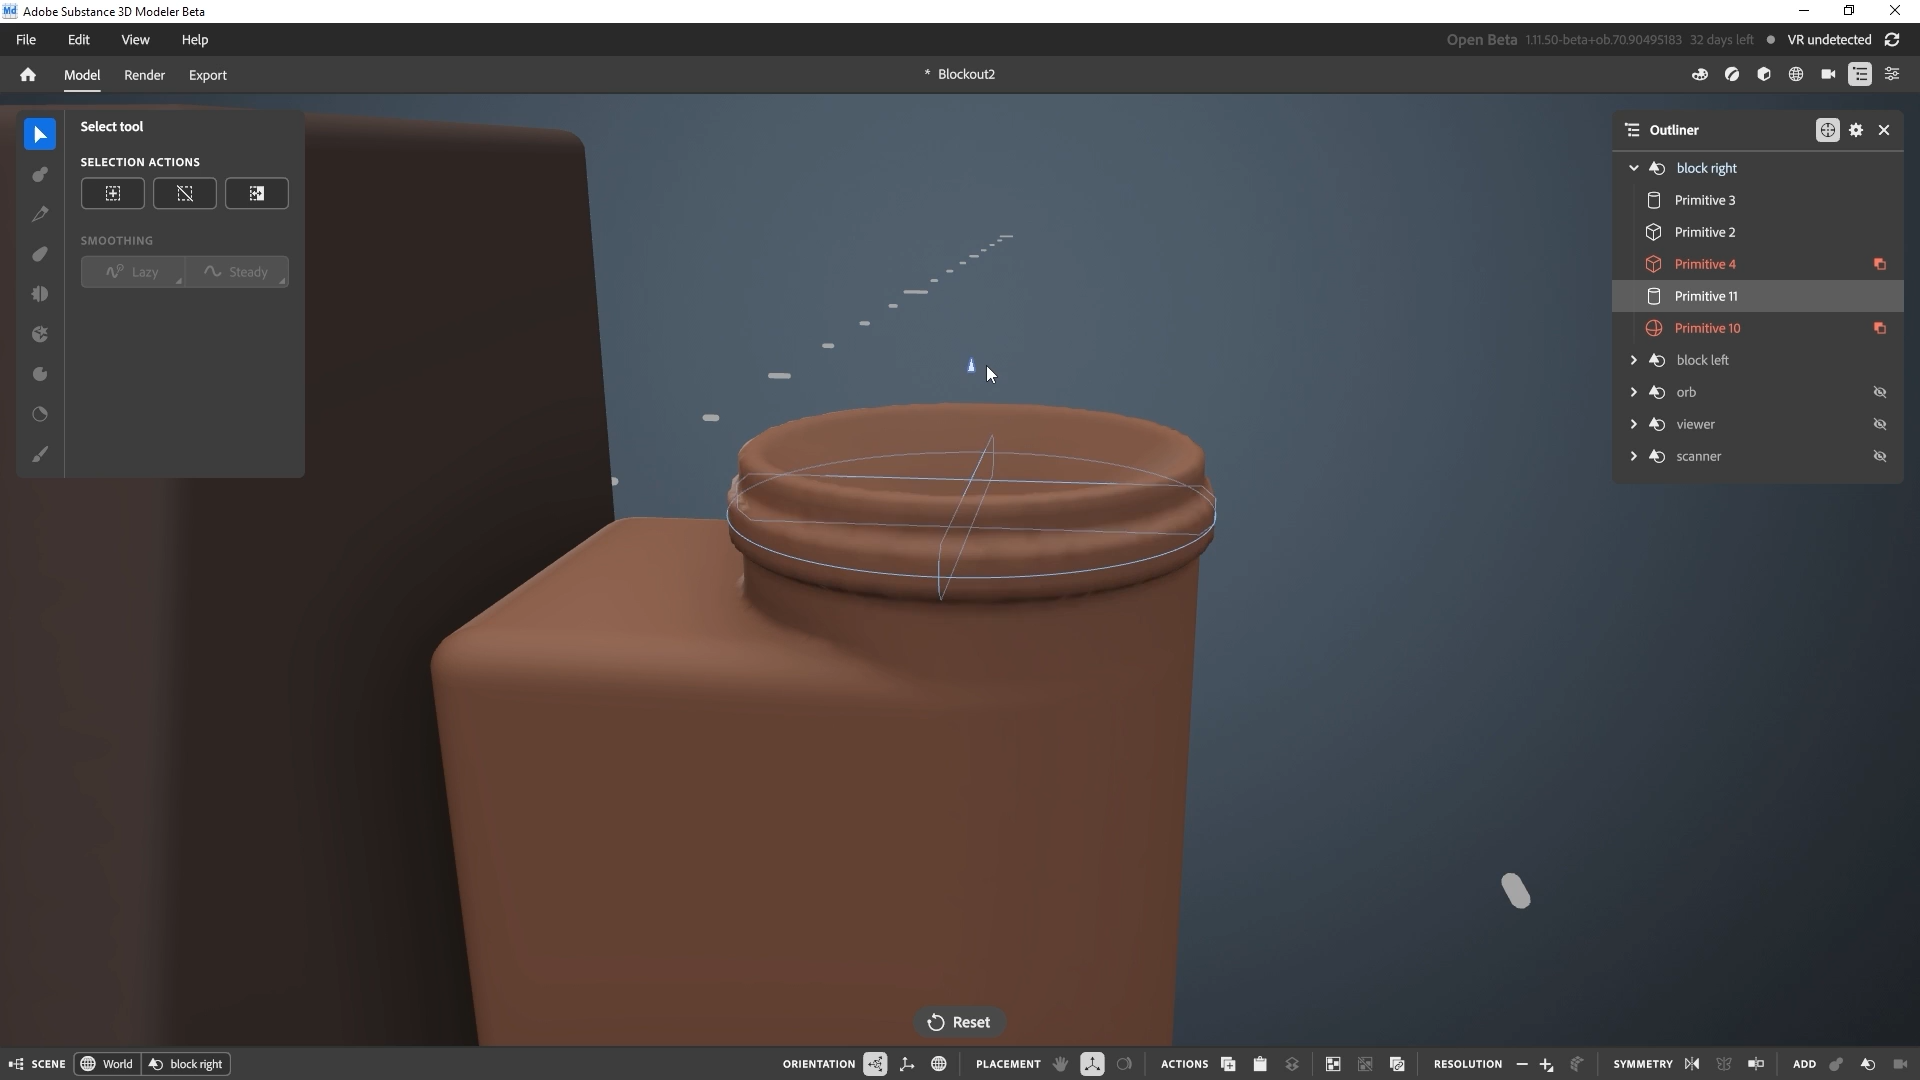 Md Adobe Substance 3D Modeler Beta
File Edit View Help
Open Beta 1.11.50-beta+ob.70.90495183 32 days left VR undetected
Model Render Export
* Blockout2
Select tool
SELECTION ACTIONS
SMOOTHING
Lazy Steady
Outliner
block right
Primitive 3
Primitive 2
Primitive 4
Primitive 11
Primitive 10
block left
orb
viewer
scanner
Reset
SCENE World block right ORIENTATION PLACEMENT ACTIONS RESOLUTION SYMMETRY ADD